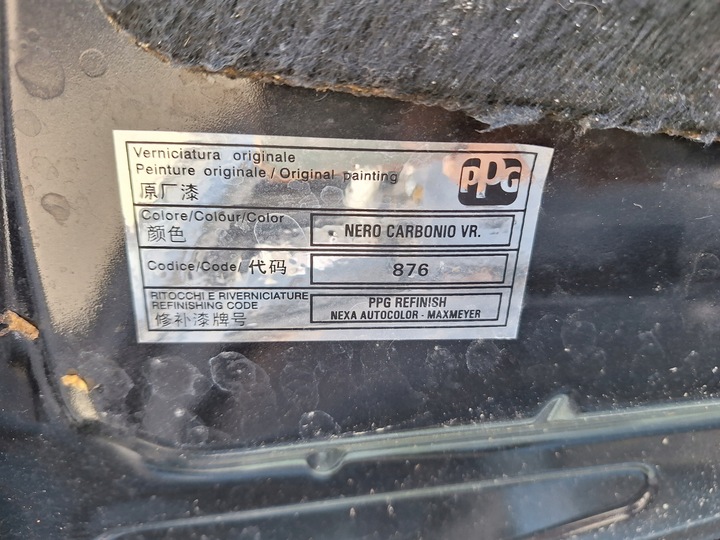 Verniciatura originale
Peinture originale / Original painting
原厂漆
PPG
Colore/Colour/Color
颜色
NERO CARBONIO VR.
Codice/Code/ 代码
876
RITOCCHI E RIVERNICIATURE
REFINISHING CODE
修补漆牌号
PPG REFINISH
NEXA AUTOCOLOR - MAXMEYER